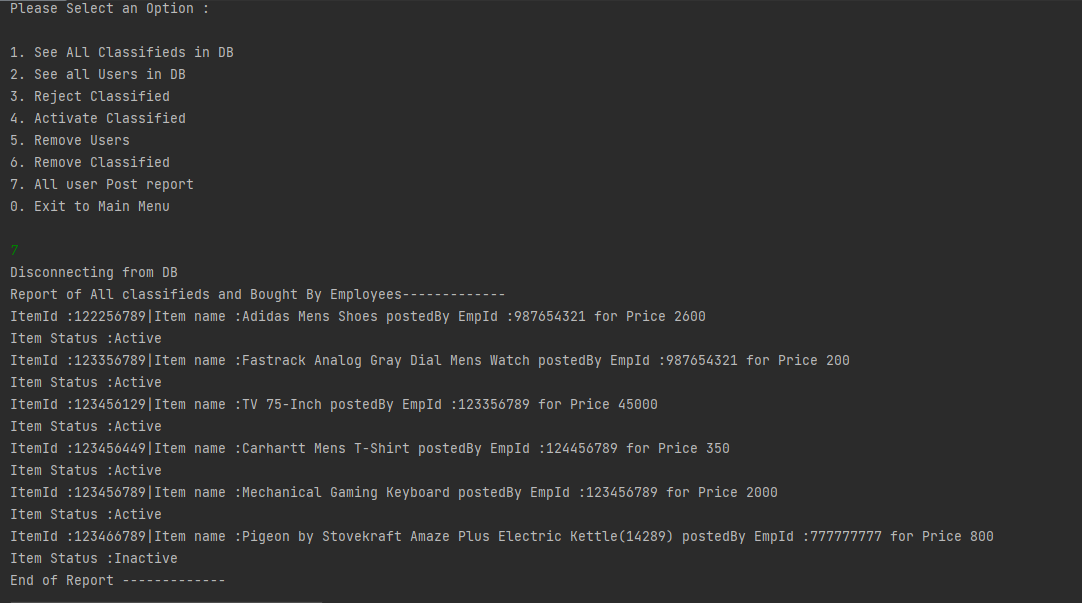 Please Select an Option :
1. See ALl Classifieds in DB
2. See all Users in DB
3. Reject Classified
4. Activate Classified
5. Remove Users
6. Remove Classified
7. All user Post report
0. Exit to Main Menu
7
Disconnecting from DB
Report of All classifieds and Bought By Employees-------------
ItemId :122256789|Item name :Adidas Mens Shoes postedBy EmpId :987654321 for Price 2600
Item Status :Active
ItemId :123356789|Item name :Fastrack Analog Gray Dial Mens Watch postedBy EmpId :987654321 for Price 200
Item Status :Active
ItemId :123456129|Item name :TV 75-Inch postedBy EmpId :123356789 for Price 45000
Item Status :Active
ItemId :123456449|Item name :Carhartt Mens T-Shirt postedBy EmpId :124456789 for Price 350
Item Status :Active
ItemId :123456789|Item name :Mechanical Gaming Keyboard postedBy EmpId :123456789 for Price 2000
Item Status :Active
ItemId :123466789|Item name :Pigeon by Stovekraft Amaze Plus Electric Kettle(14289) postedBy EmpId :777777777 for Price 800
Item Status :Inactive
End of Report -------------